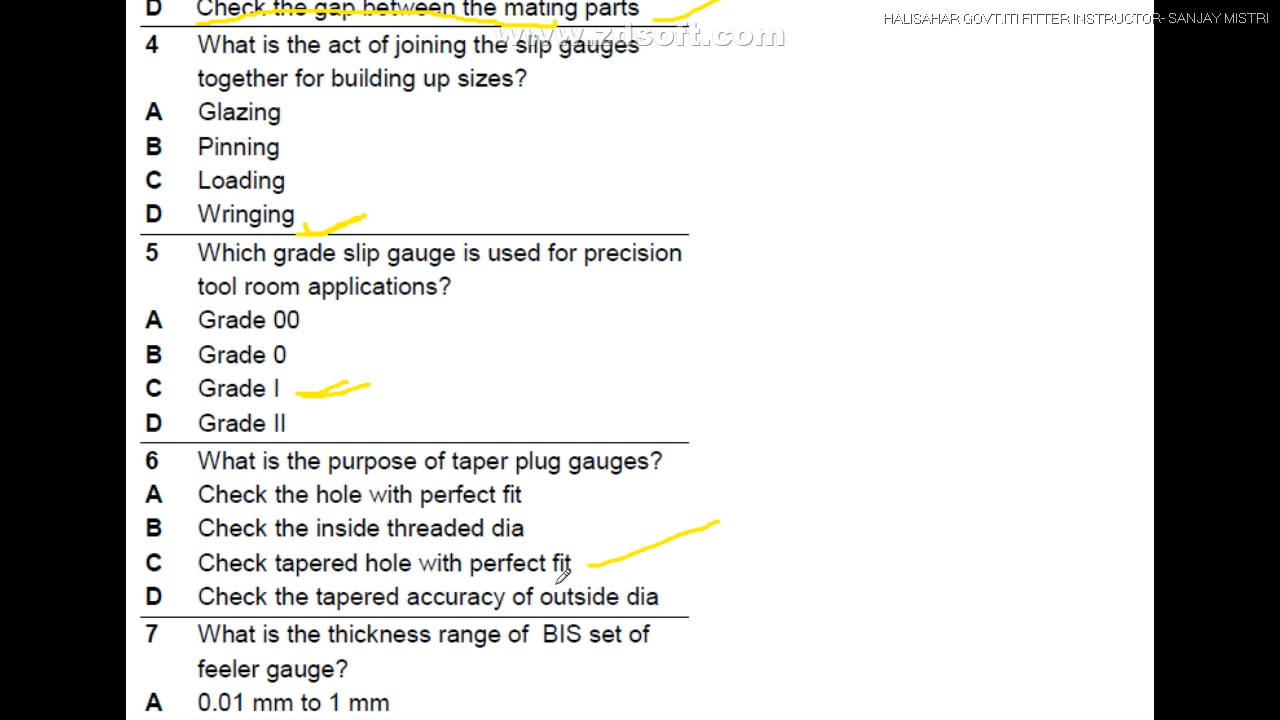 HALISAHAR GOVT.ITI FITTER INSTRUCTOR- SANJAY MISTRI
D Check the gap between the mating parts
www.zdsoft.com
4 What is the act of joining the slip gauges
together for building up sizes?
A Glazing
B Pinning
C Loading
D Wringing
5 Which grade slip gauge is used for precision
tool room applications?
A Grade 00
B Grade 0
C Grade I
D Grade II
6 What is the purpose of taper plug gauges?
A Check the hole with perfect fit
B Check the inside threaded dia
C Check tapered hole with perfect fit
D Check the tapered accuracy of outside dia
7 What is the thickness range of BIS set of
feeler gauge?
A 0.01 mm to 1 mm